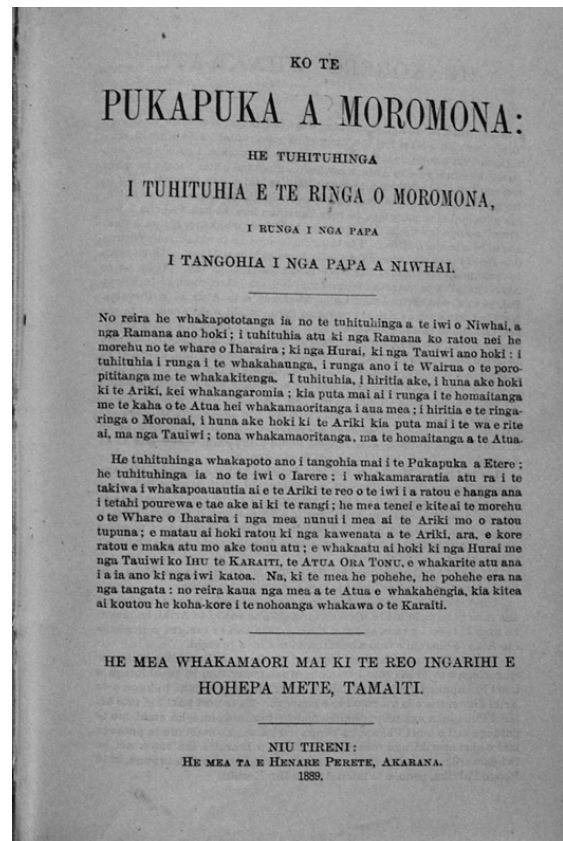 KO TE
PUKAPUKA A MOROMONA:
HE TUHITUHINGA
I TUHITUHIA E TE RINGA O MOROMONA,
I RUNGA I NGA PAPA
I TANGOHIA I NGA PAPA A NIWHAI.
No reira he whakapototanga ia no te tuhituhinga a te iwi o Niwhai, a
nga Ramana ano hoki; i tuhituhia atu ki nga Ramana ko ratou nei he
morehu no te whare o Iharaira; ki nga Hurai, ki nga Tauiwi ano hoki: i
tuhituhia i runga i te whakahaunga, i runga ano i te Wairua o te poro-
pititanga me te whakakitenga. I tuhituhia, i hiritia ake, i huna ake hoki
ki te Ariki, kei whakangaromia; kia puta mai ai i runga i te homaitanga
me te kaha o te Atua hei whakamaoritanga i aua mea; i hiritia e te ringa-
ringa o Moronai, i huna ake hoki ki te Ariki kia puta mai i te wa e rite
ai, ma nga Tauiwi; tona whakamaoritanga, ma te homaitanga a te Atua.
He tuhituhinga whakapoto ano i tangohia mai i te Pukapuka a Etere;
he tuhituhinga ia no te iwi o Iarere; i whakamararatia atu ra i te
takiwa i whakapoauautia ai e te Ariki te reo o te iwi i a ratou e hanga ana
i tetahi pourewa e tae ake ai ki te rangi; he mea tenei e kite ai te morehu
o te Whare o Iharaira i nga mea nunui i mea ai te Ariki mo o ratou
tupuna; e matau ai hoki ratou ki nga kawenata a te Ariki, ara, e kore
ratou e maka atu mo ake tonu atu; e whakaatu ai hoki ki nga Hurai me
nga Tauiwi ko IHU te KARAITI, te ATUA ORA TONU, e whakarite atu ana
i a ia ano ki nga iwi katoa. Na, ki te mea he pohehe, he pohehe era na
nga tangata: no reira kaua nga mea a te Atua e whakahengia, kia kitea
ai koutou he koha-kore i te nohoanga whakawa o te Karaiti.
HE MEA WHAKAMAORI MAI KI TE REO INGARIHI E
HOHEPA METE, TAMAITI.
NIU TIRENI:
HE MEA TA E HENARE PERETE, AKARANA.
1889.